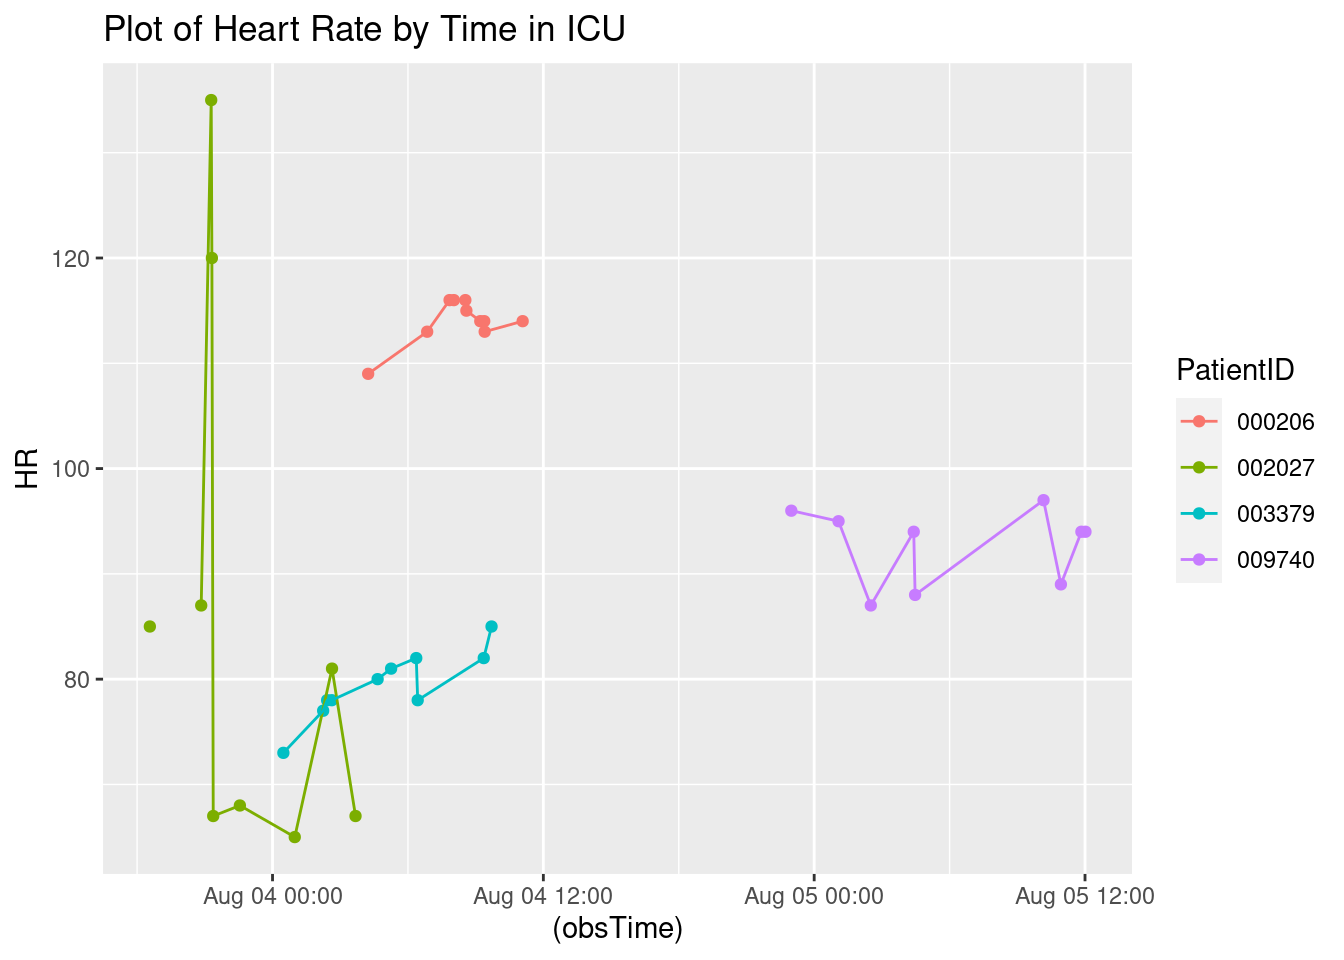 Plot of Heart Rate by Time in ICU
HR
120
100
80
Aug 04 00:00
Aug 04 12:00
Aug 05 00:00
Aug 05 12:00
(obsTime)
PatientID
000206
002027
003379
009740